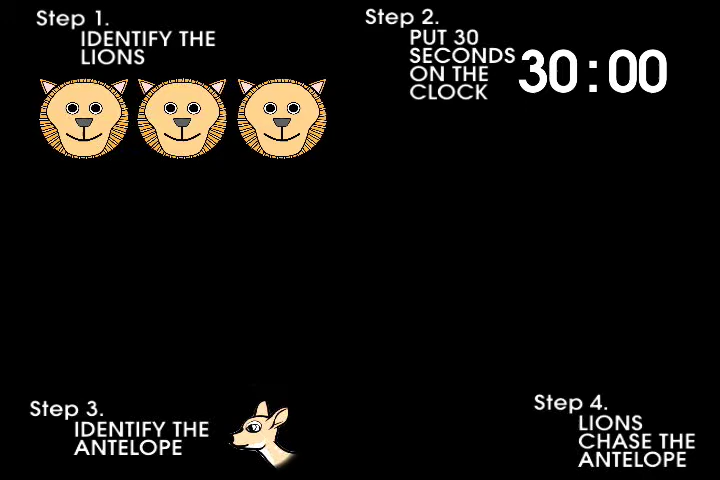 Step 1.
IDENTIFY THE
LIONS
Step 2.
PUT 30
SECONDS
ON THE
CLOCK
30:00
Step 3.
IDENTIFY THE
ANTELOPE
Step 4.
LIONS
CHASE THE
ANTELOPE